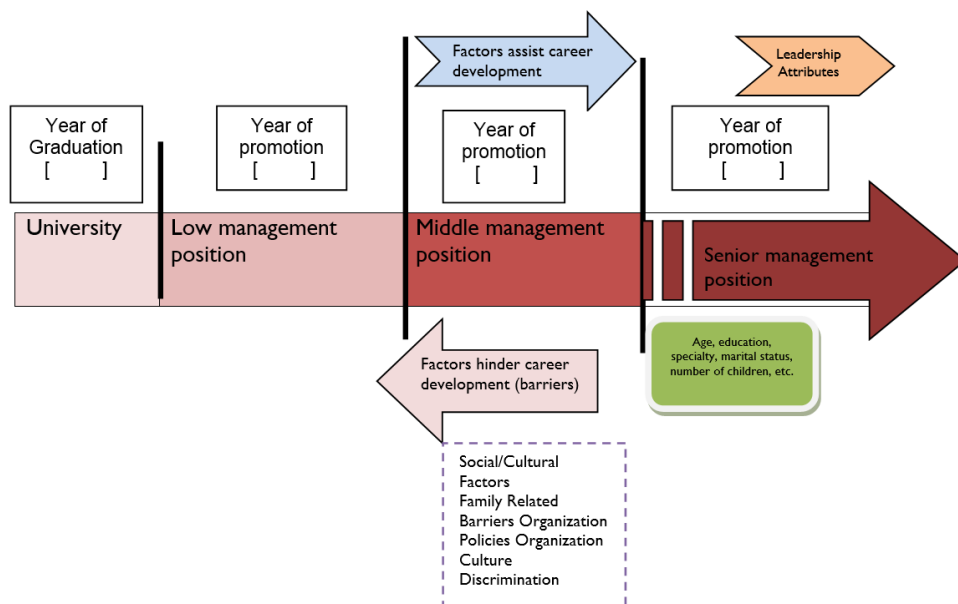 Factors assist career
development
Leadership
Attributes
Year of
Graduation
[ ]
Year of
promotion
[ ]
Year of
promotion
[ ]
Year of
promotion
[ ]
University
Low management
position
Middle management
position
Senior management
position
Factors hinder career
development (barriers)
Age, education,
specialty, marital status,
number of children, etc.
Social/Cultural
Factors
Family Related
Barriers Organization
Policies Organization
Culture
Discrimination